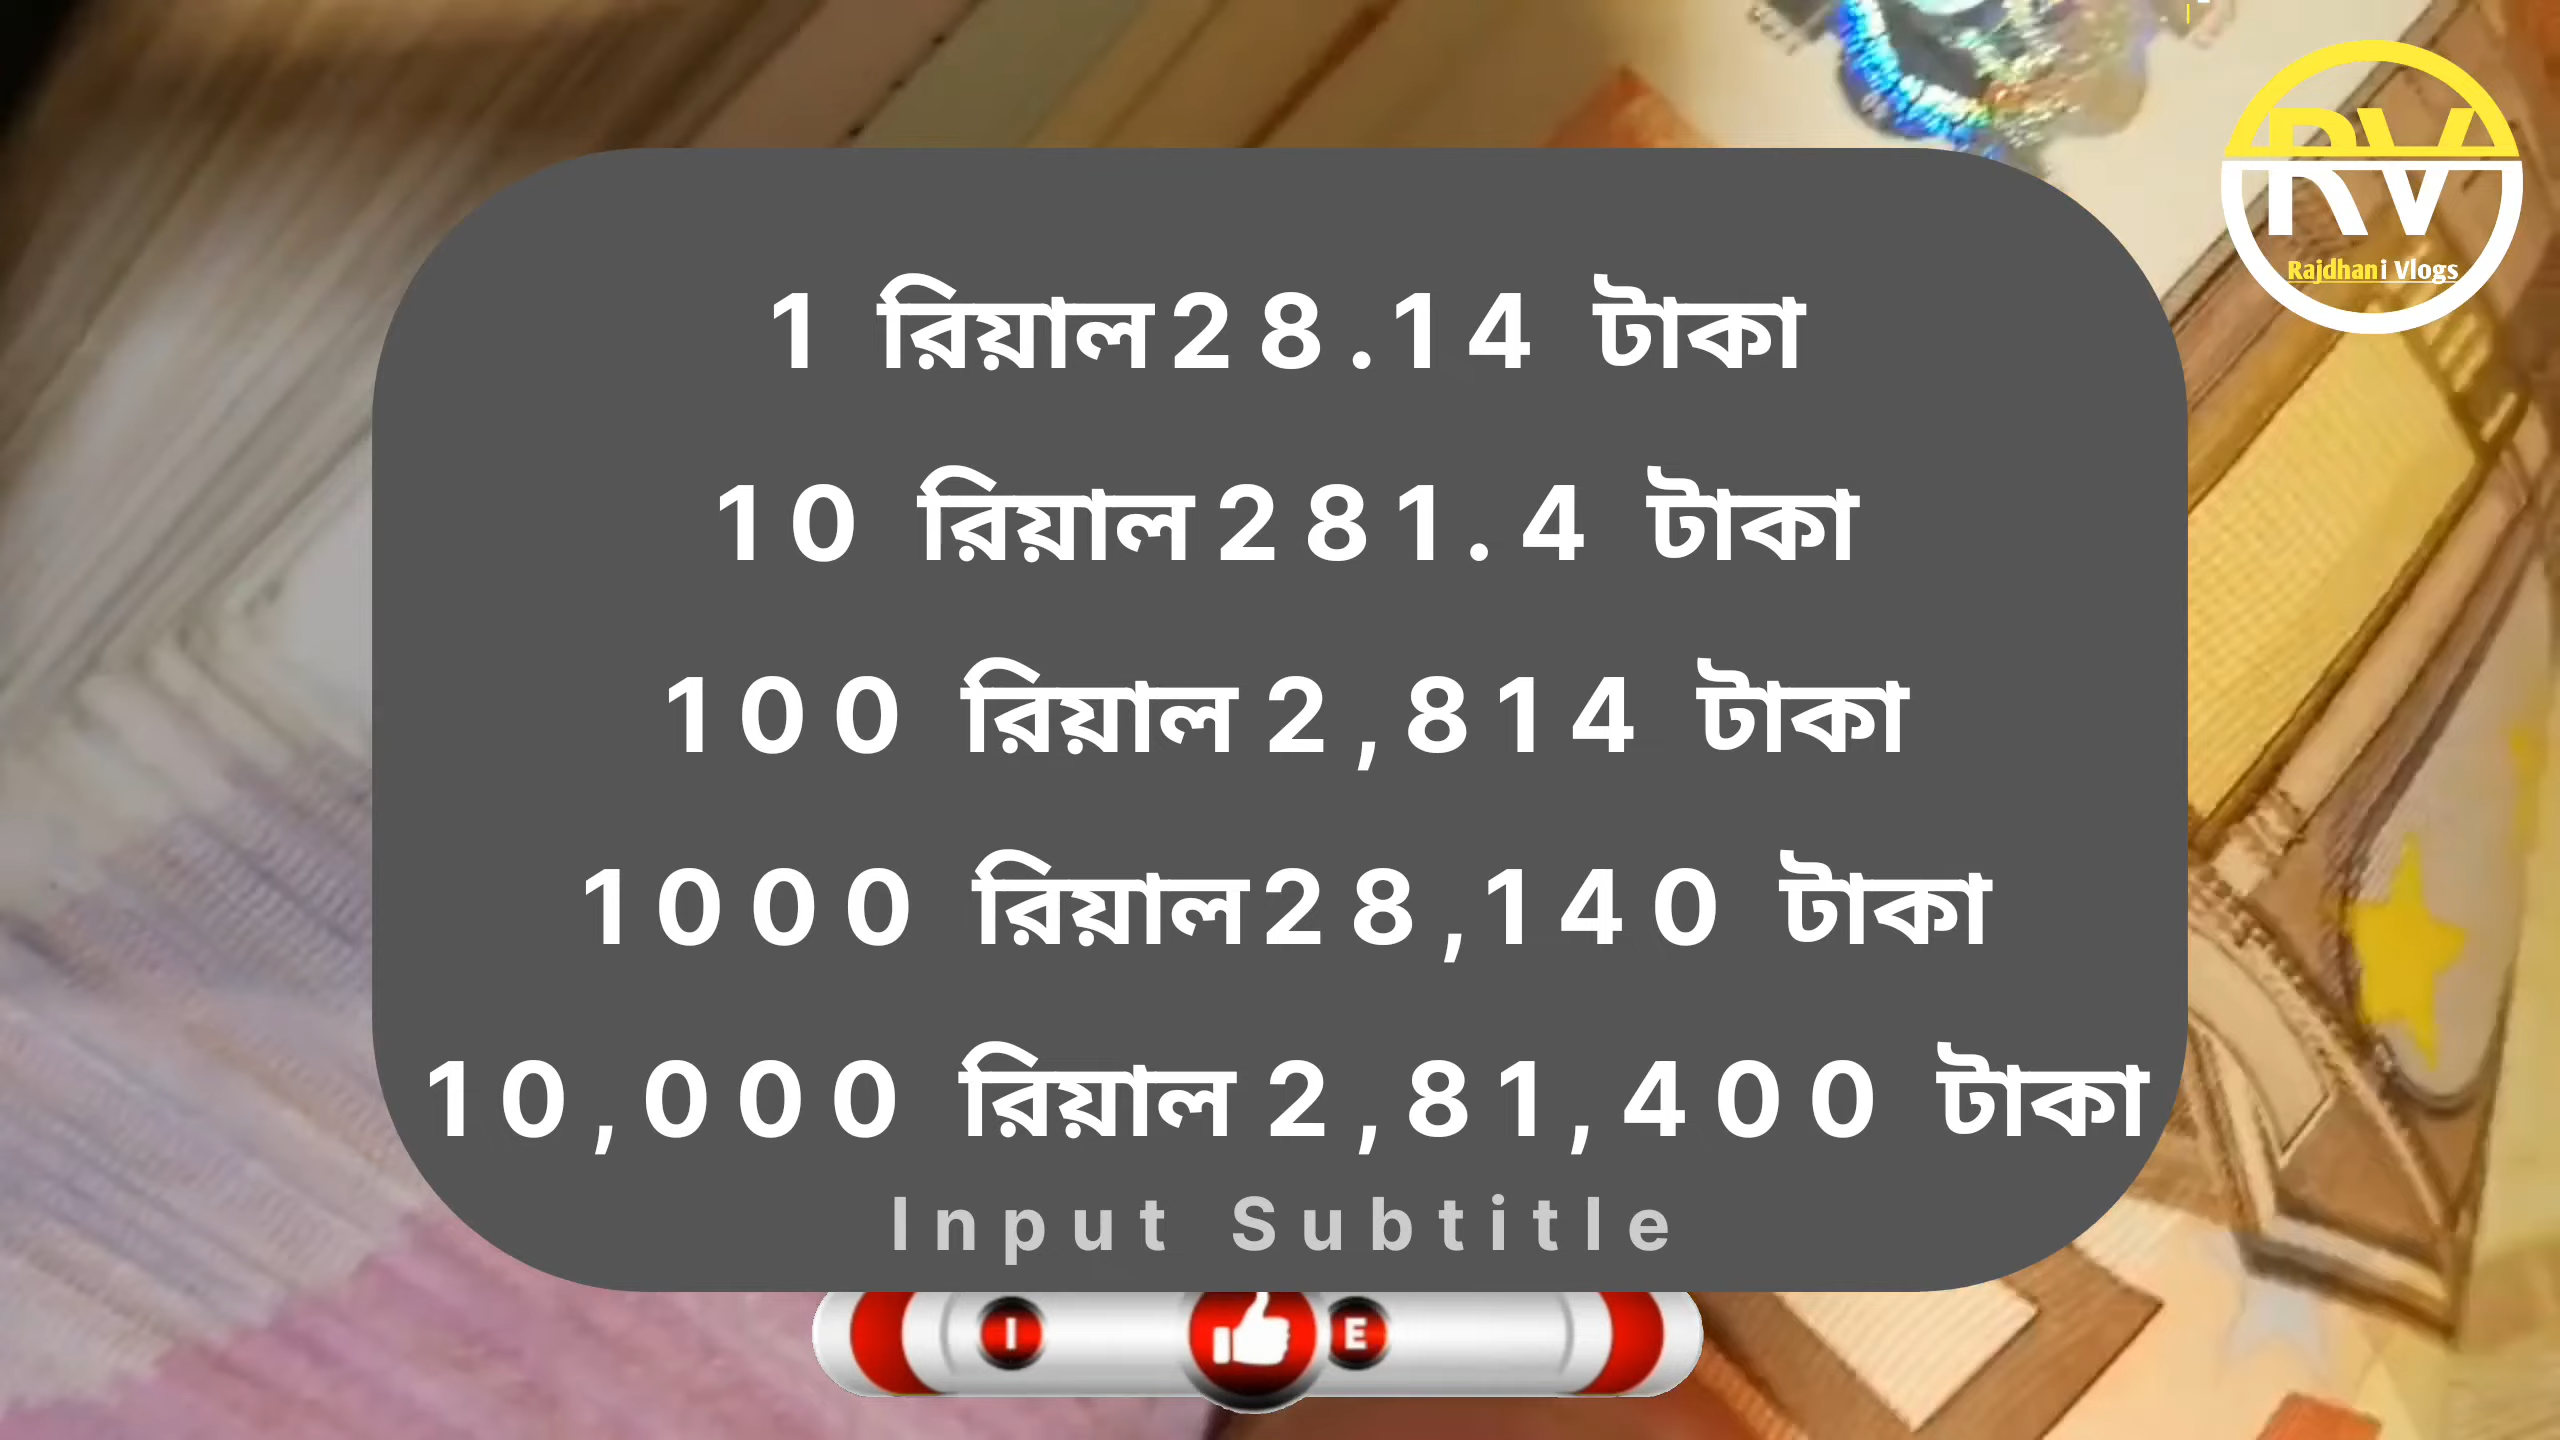 RV
Rajdhani Vlogs
1 রিয়াল 28.14 টাকা
10 রিয়াল 281.4 টাকা
100 রিয়াল 2,814 টাকা
1000 রিয়াল 28,140 টাকা
10,000 রিয়াল 2,81,400 টাকা
Input Subtitle
I E